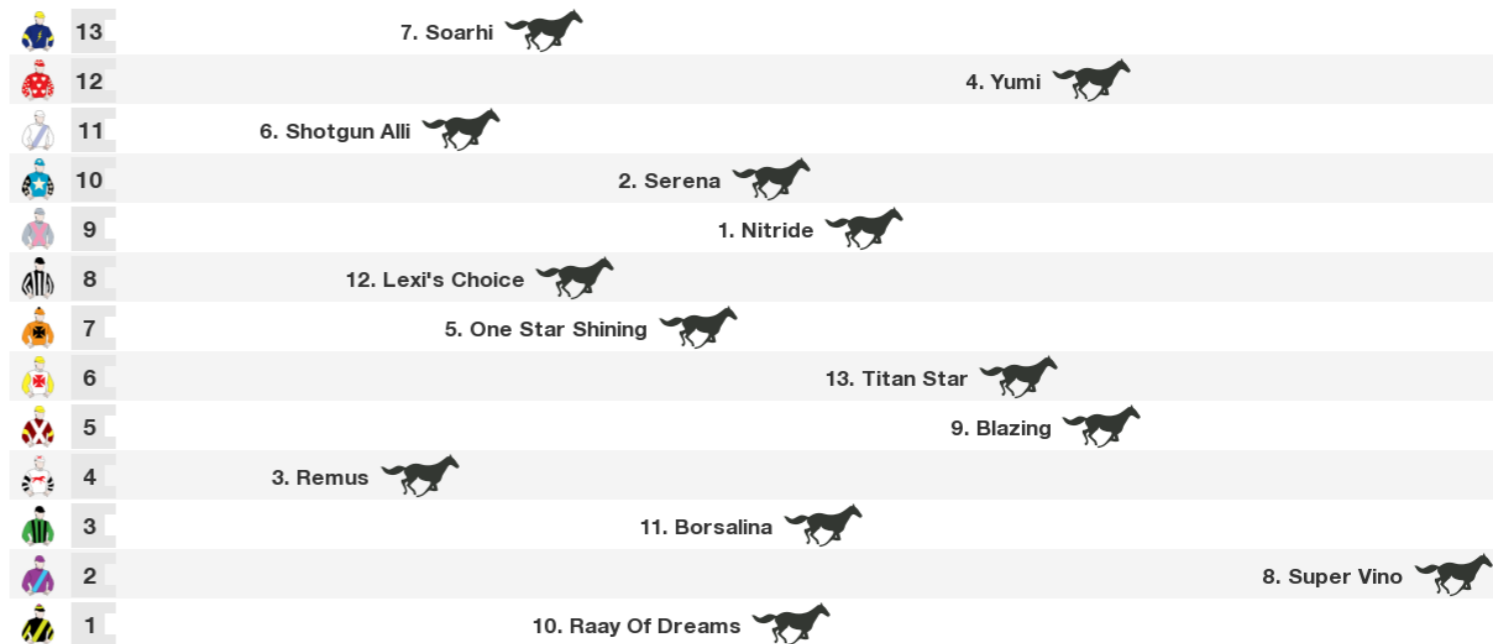 13 7. Soarhi
12 4. Yumi
11 6. Shotgun Alli
10 2. Serena
9 1. Nitride
8 12. Lexi's Choice
7 5. One Star Shining
6 13. Titan Star
5 9. Blazing
4 3. Remus
3 11. Borsalina
2 8. Super Vino
1 10. Raay Of Dreams